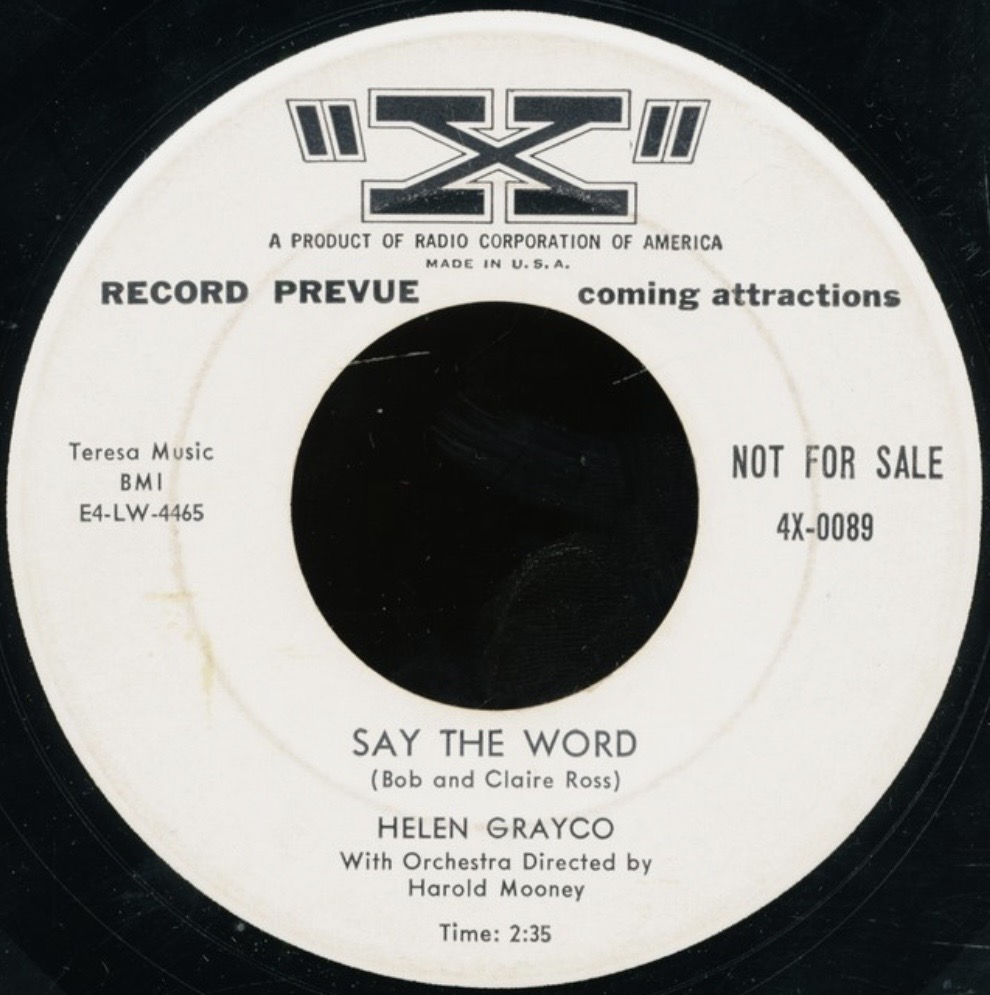 "X"
A PRODUCT OF RADIO CORPORATION OF AMERICA
MADE IN U.S.A.
RECORD PREVUE coming attractions
Teresa Music
BMI
E4-LW-4465
NOT FOR SALE
4X-0089
SAY THE WORD
(Bob and Claire Ross)
HELEN GRAYCO
With Orchestra Directed by
Harold Mooney
Time: 2:35